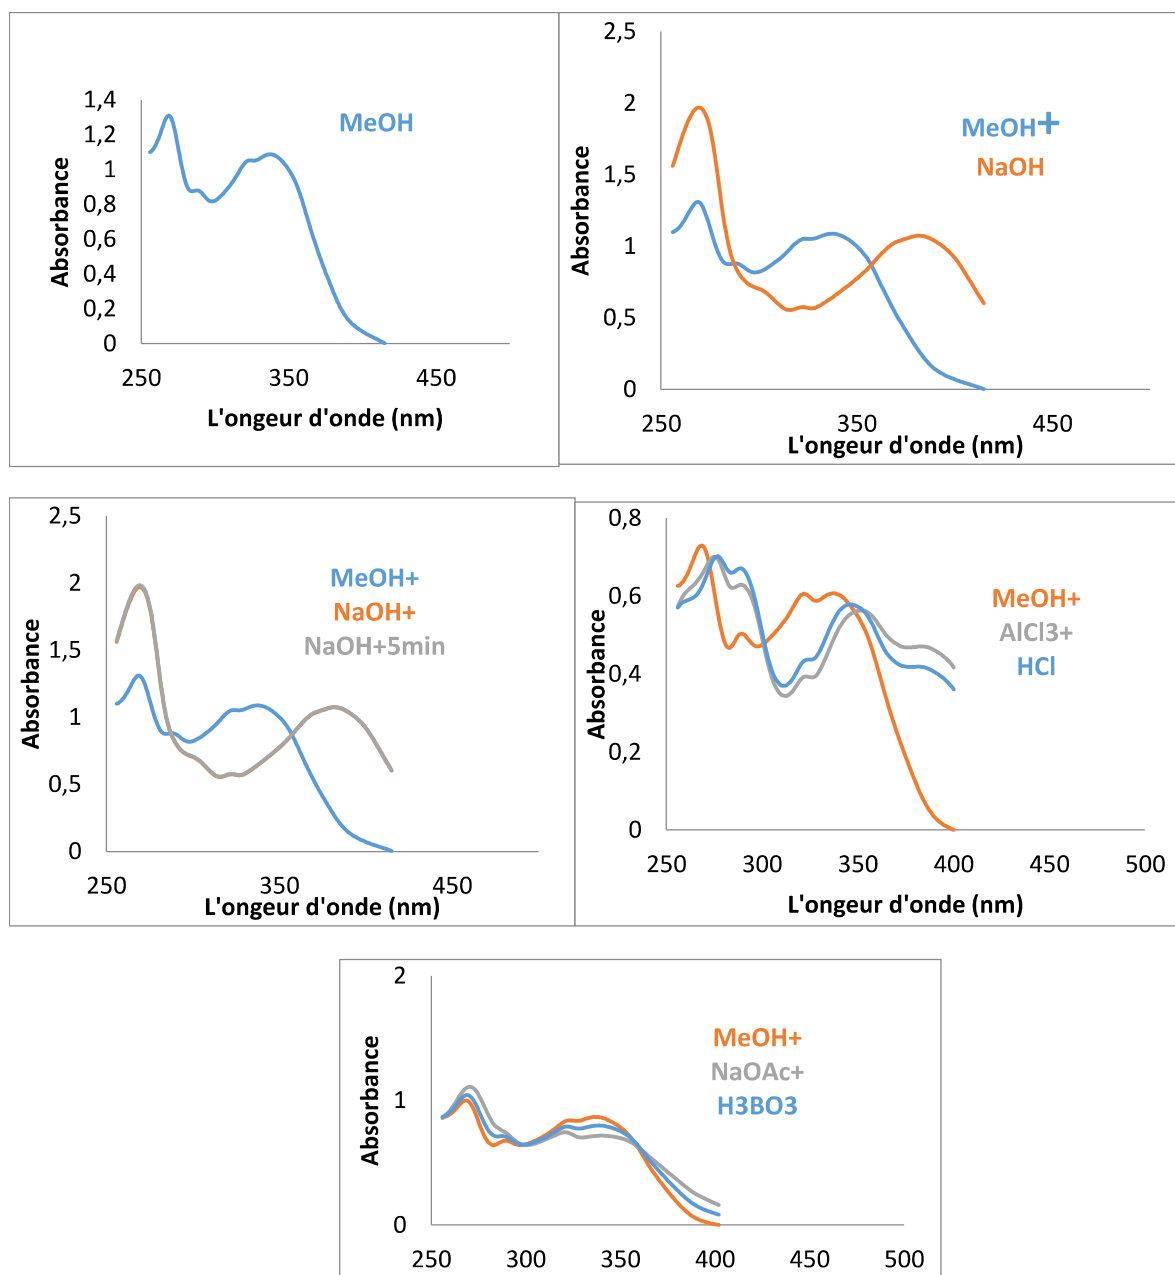 1,4
1,2
1
0,8
0,6
0,4
0,2
0
250 350 450
Absorbance
L'ongeur d'onde (nm)
MeOH
2,5
2
1,5
1
0,5
0
250 350 450
Absorbance
L'ongeur d'onde (nm)
MeOH+
NaOH
2,5
2
1,5
1
0,5
0
250 350 450
Absorbance
L'ongeur d'onde (nm)
MeOH+
NaOH+
NaOH+5min
0,8
0,6
0,4
0,2
0
250 300 350 400 450 500
Absorbance
L'ongeur d'onde (nm)
MeOH+
AlCl3+
HCl
2
1
0
250 300 350 400 450 500
Absorbance
MeOH+
NaOAc+
H3BO3